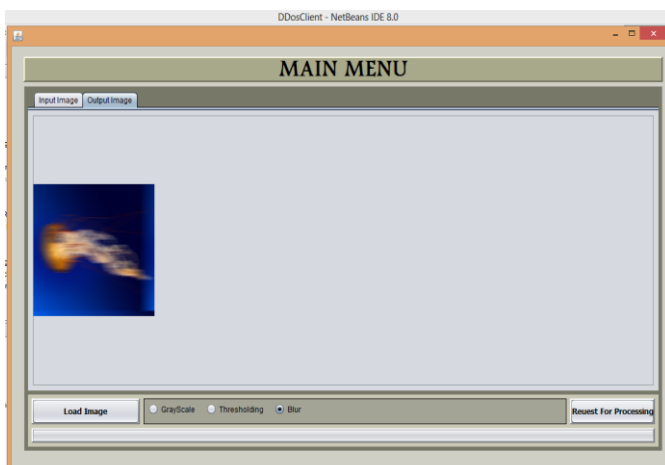 DDosClient - NetBeans IDE 8.0
MAIN MENU
Input Image Output Image
Load Image GrayScale Thresholding Blur Reuest For Processing